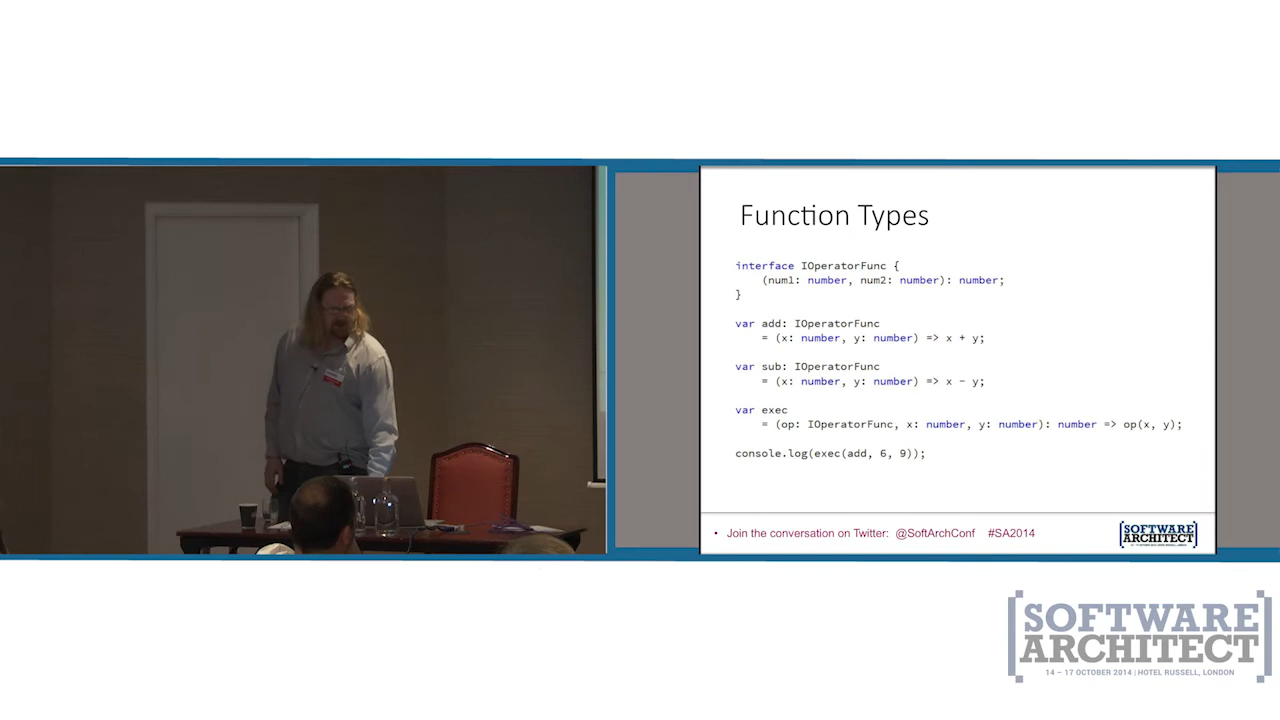 Function Types
interface IOperatorFunc {
(num1: number, num2: number): number;
}
var add: IOperatorFunc
= (x: number, y: number) => x + y;
var sub: IOperatorFunc
= (x: number, y: number) => x - y;
var exec
= (op: IOperatorFunc, x: number, y: number): number => op(x, y);
console.log(exec(add, 6, 9));
• Join the conversation on Twitter: @SoftArchConf #SA2014
[SOFTWARE
ARCHITECT]
[SOFTWARE
ARCHITECT]
14 – 17 OCTOBER 2014 | HOTEL RUSSELL, LONDON